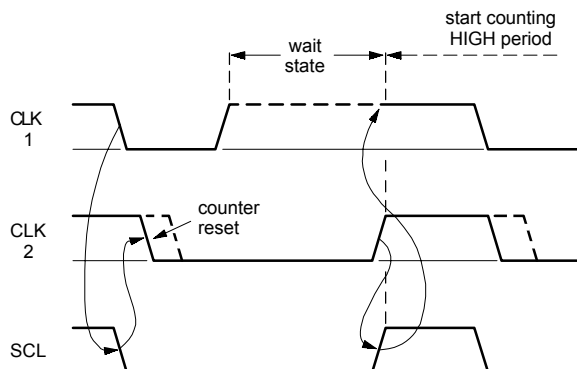 start counting
HIGH period
wait
state
CLK
1
counter
reset
CLK
2
SCL